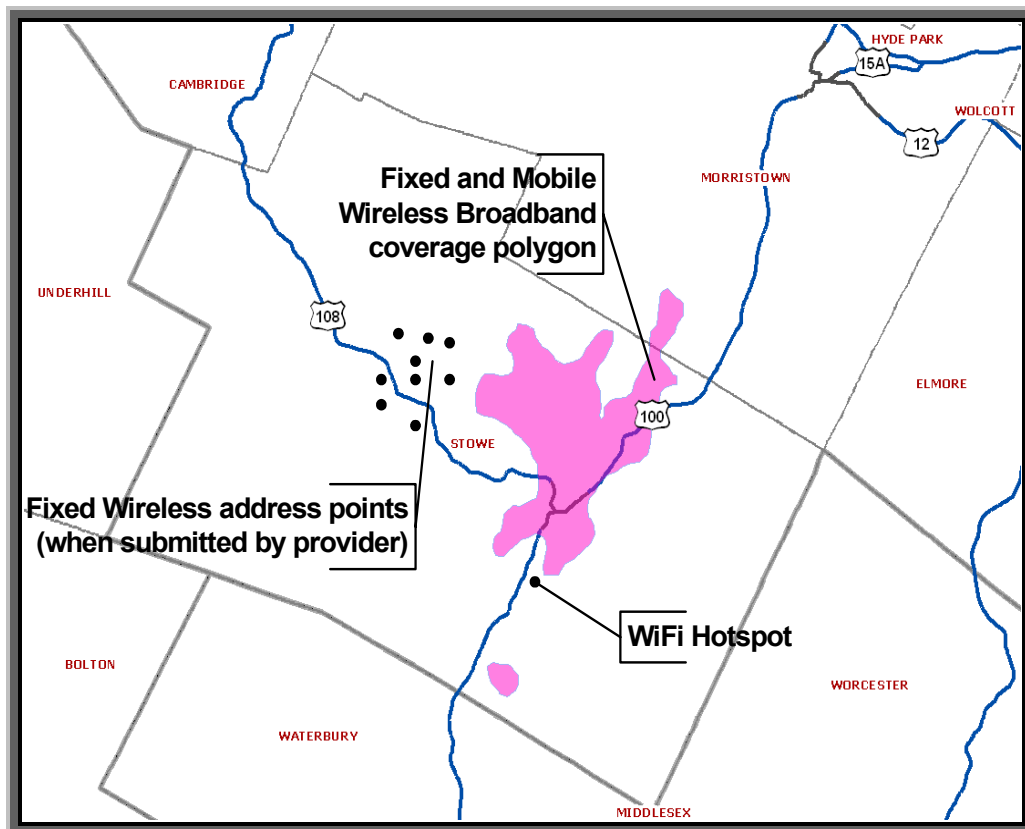 HYDE PARK
15A
CAMBRIDGE
WOLCOTT
12
Fixed and Mobile
Wireless Broadband
coverage polygon
MORRISTOWN
UNDERHILL
108
ELMORE
100
STOWE
Fixed Wireless address points
(when submitted by provider)
WiFi Hotspot
BOLTON
WORCESTER
WATERBURY
MIDDLESEX